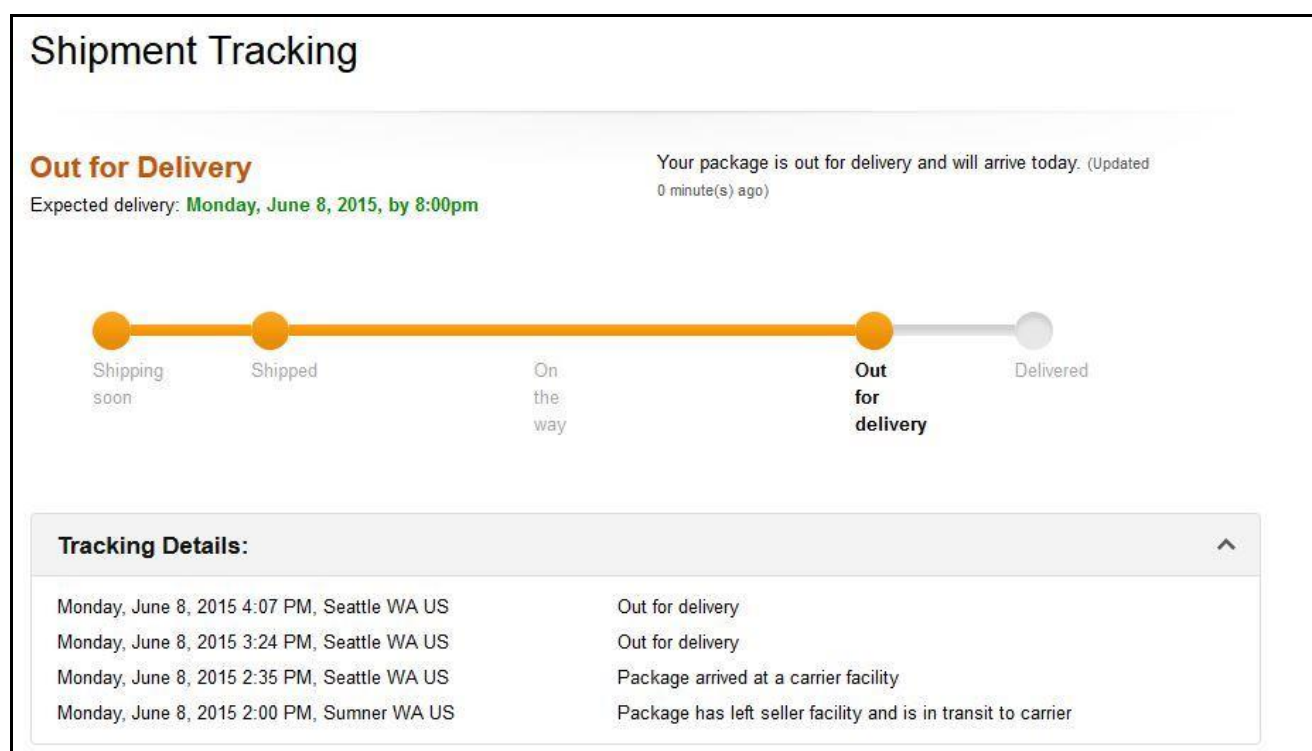 Shipment Tracking
Out for Delivery
Expected delivery: Monday, June 8, 2015, by 8:00pm
Your package is out for delivery and will arrive today. (Updated
0 minute(s) ago)
Shipping
soon
Shipped
On
the
way
Out
for
delivery
Delivered
Tracking Details:
Monday, June 8, 2015 4:07 PM, Seattle WA US Out for delivery
Monday, June 8, 2015 3:24 PM, Seattle WA US Out for delivery
Monday, June 8, 2015 2:35 PM, Seattle WA US Package arrived at a carrier facility
Monday, June 8, 2015 2:00 PM, Sumner WA US Package has left seller facility and is in transit to carrier